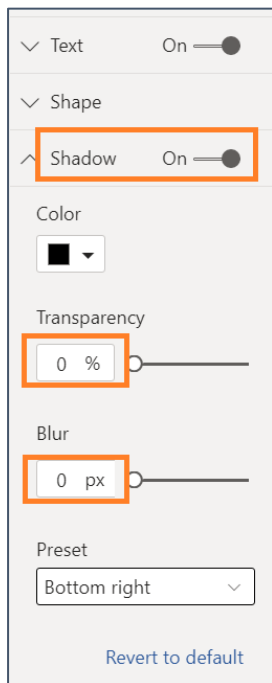 Text On
Shape
Shadow On
Color
Transparency
0 %
Blur
0 px
Preset
Bottom right
Revert to default